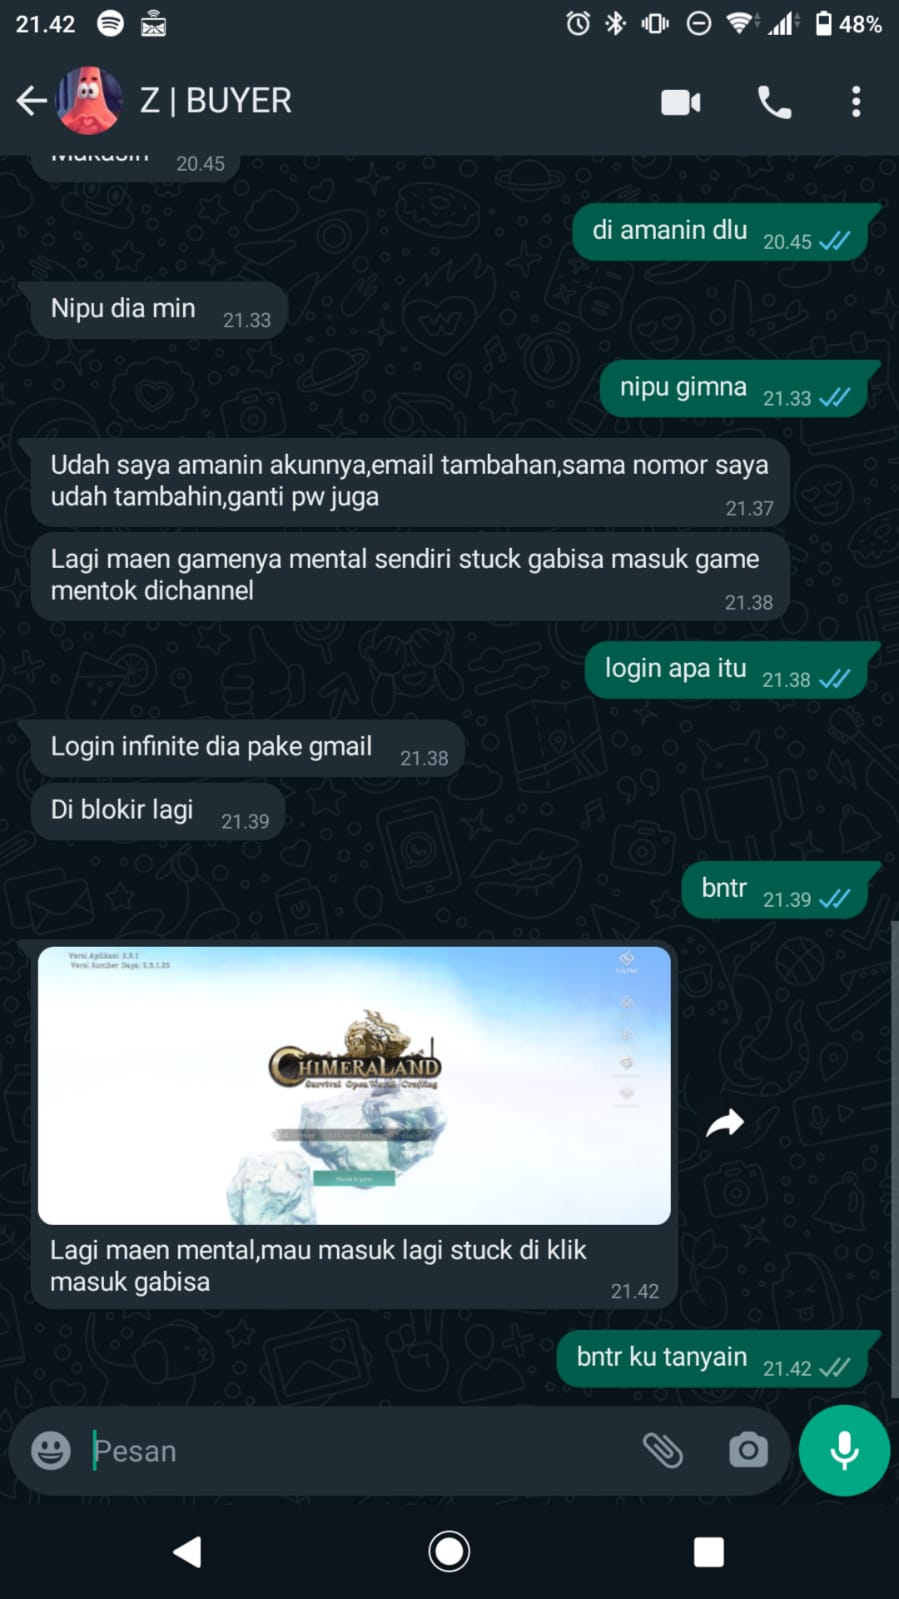 21.42
48%
Z | BUYER
Makasih 20.45
di amanin dlu 20.45
Nipu dia min 21.33
nipu gimna 21.33
Udah saya amanin akunnya,email tambahan,sama nomor saya
udah tambahin,ganti pw juga
21.37
Lagi maen gamenya mental sendiri stuck gabisa masuk game
mentok dichannel
21.38
login apa itu 21.38
Login infinite dia pake gmail 21.38
Di blokir lagi 21.39
bntr 21.39
Versi Aplikasi: 2.3.1
Versi Sumber Daya: 2.3.1.25
CHIMERALAND
Survival OpenWorld Crafting
Lagi maen mental,mau masuk lagi stuck di klik
masuk gabisa
21.42
bntr ku tanyain 21.42
Pesan